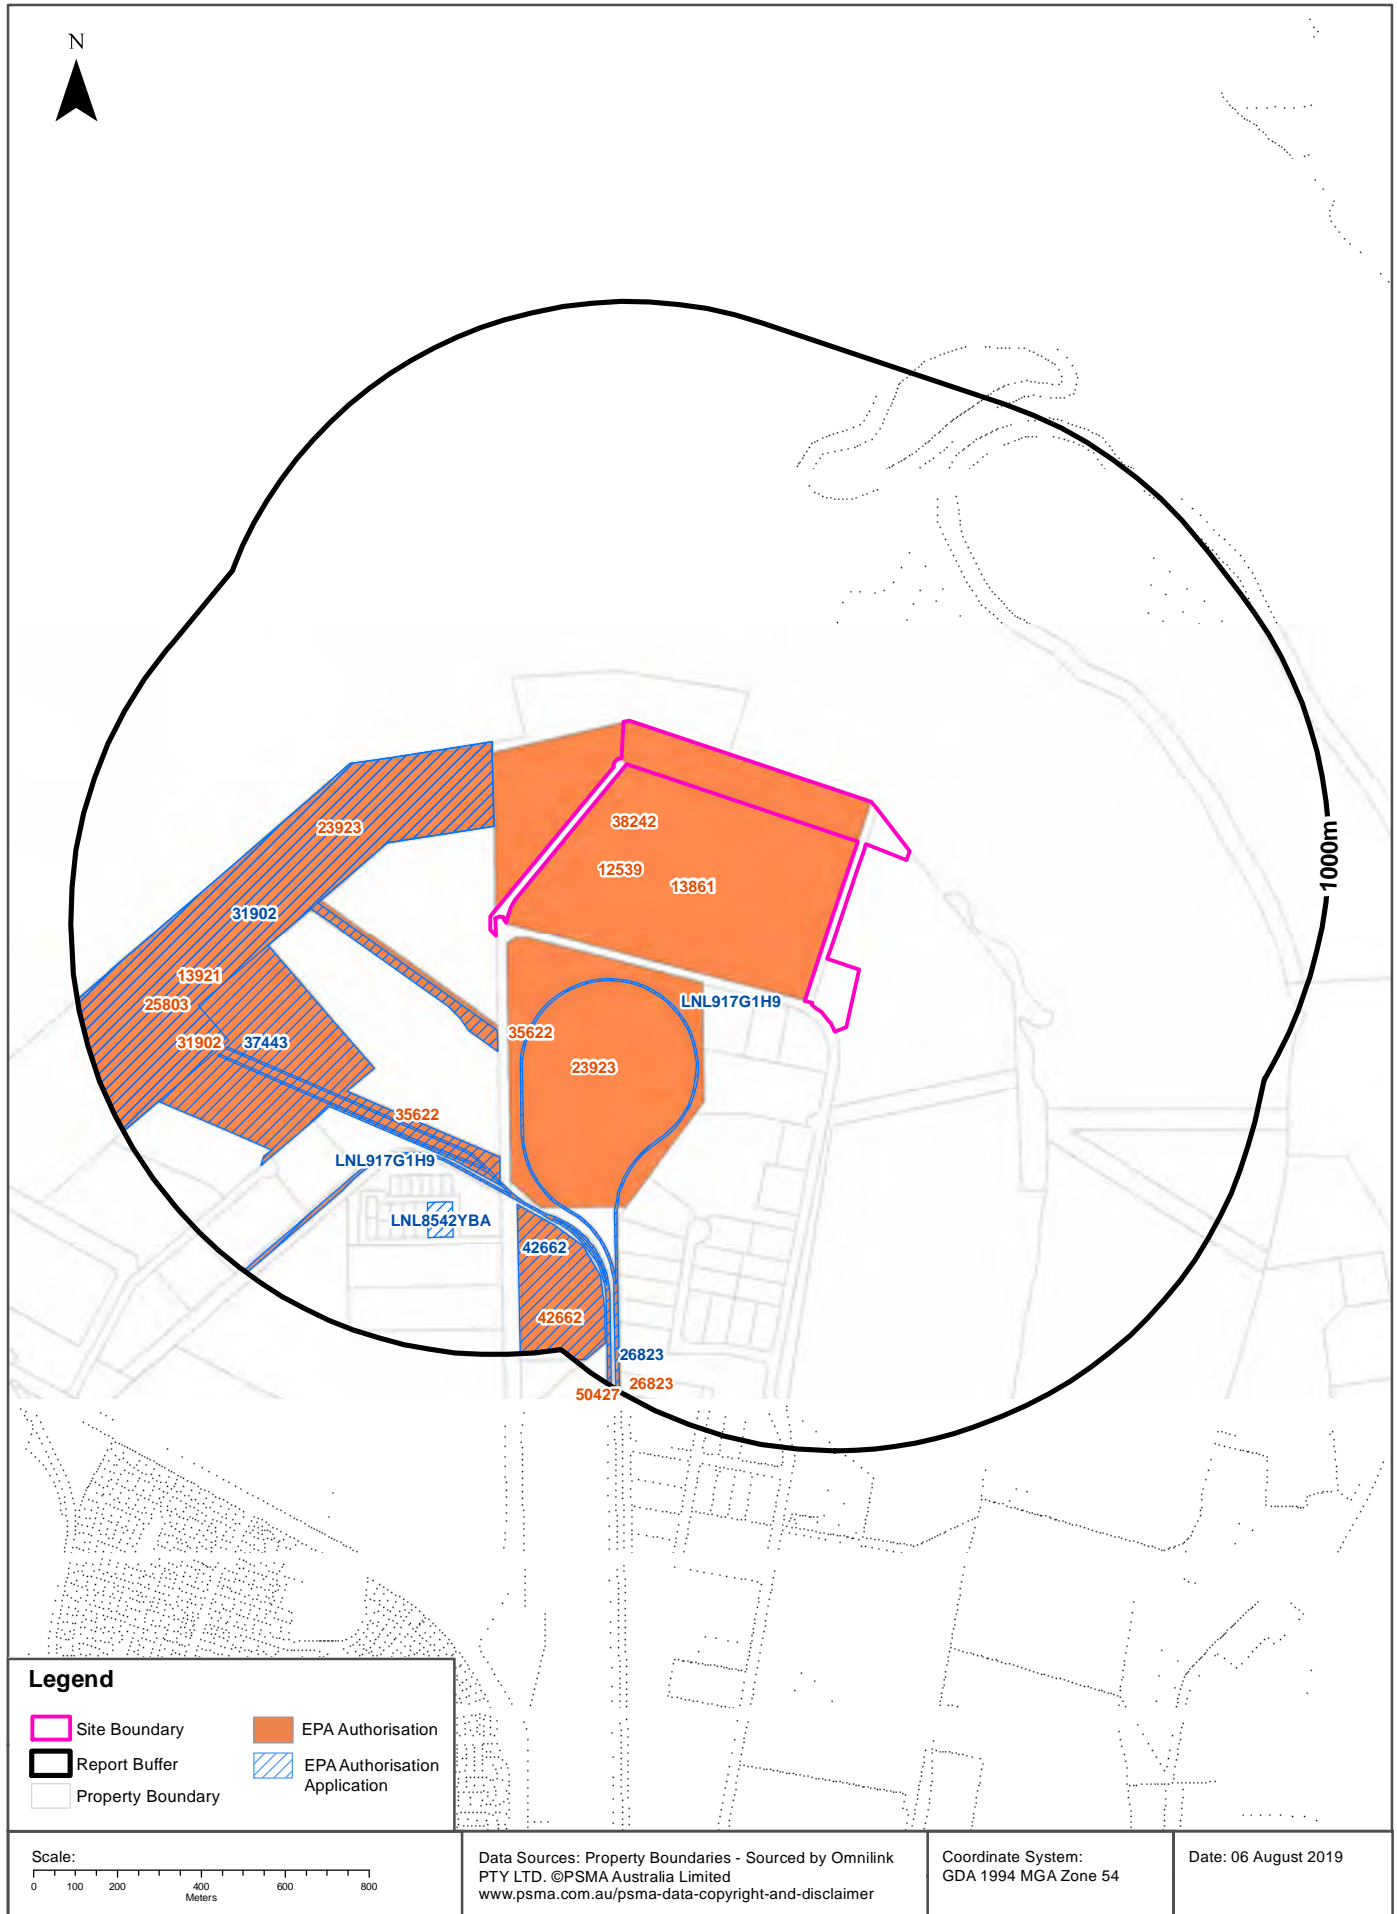 N
1000m
38242
23923
12539
13861
31902
13921
LNL917G1H9
25803
35622
31902
37443
23923
35622
LNL917G1H9
LNL8542YBA
42662
42662
26823
26823
50427
Legend
Site Boundary
EPA Authorisation
Report Buffer
EPA Authorisation
Application
Property Boundary
Scale:
0 100 200 400 600 800
Meters
Data Sources: Property Boundaries - Sourced by Omnilink
PTY LTD. ©PSMA Australia Limited
www.psma.com.au/psma-data-copyright-and-disclaimer
Coordinate System:
GDA 1994 MGA Zone 54
Date: 06 August 2019